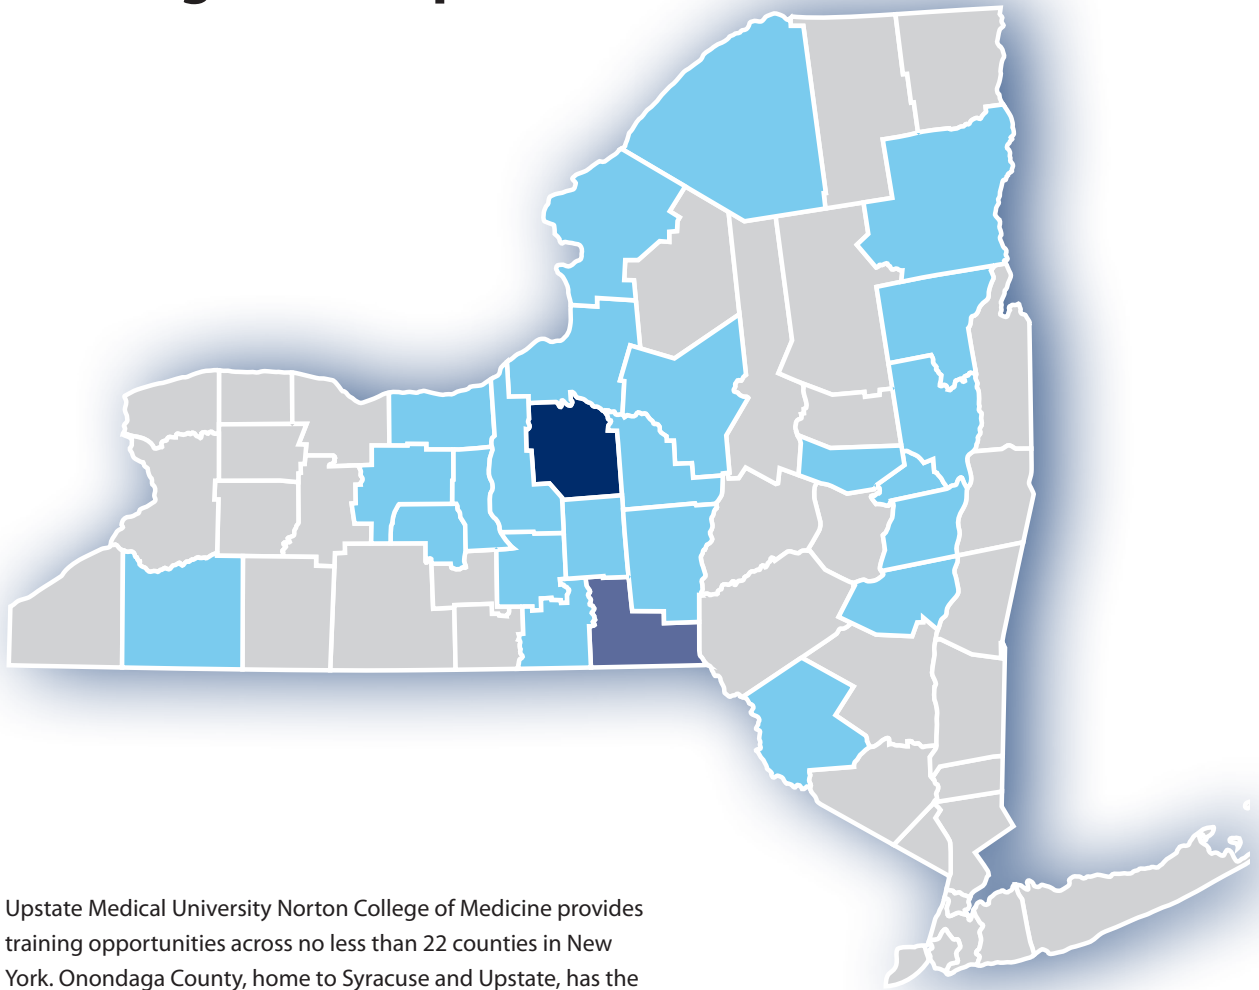 Upstate Medical University Norton College of Medicine provides
training opportunities across no less than 22 counties in New
York. Onondaga County, home to Syracuse and Upstate, has the